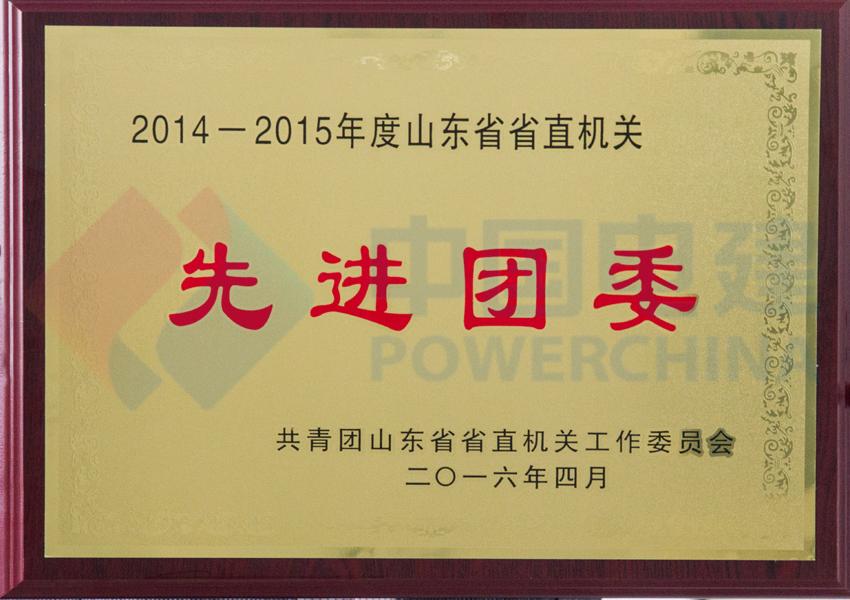 2014－2015年度山东省省直机关
先进团委
中国电建
POWERCHINA
共青团山东省省直机关工作委员会
二〇一六年四月